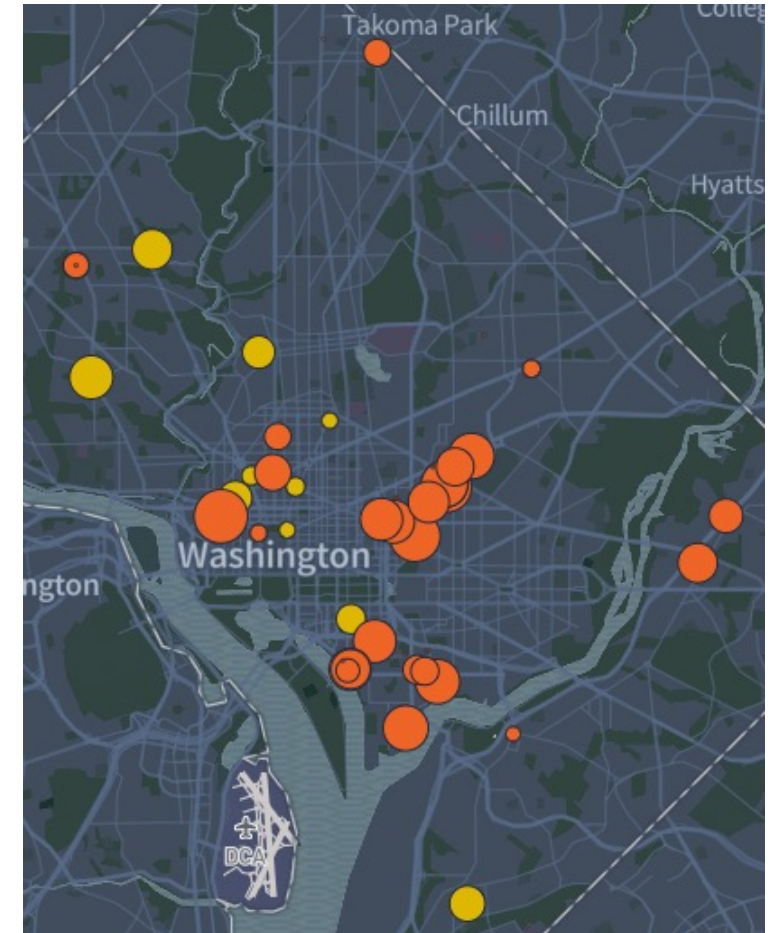 Colleg
Takoma Park
Chillum
Hyatts
Washington
ngton
DCA